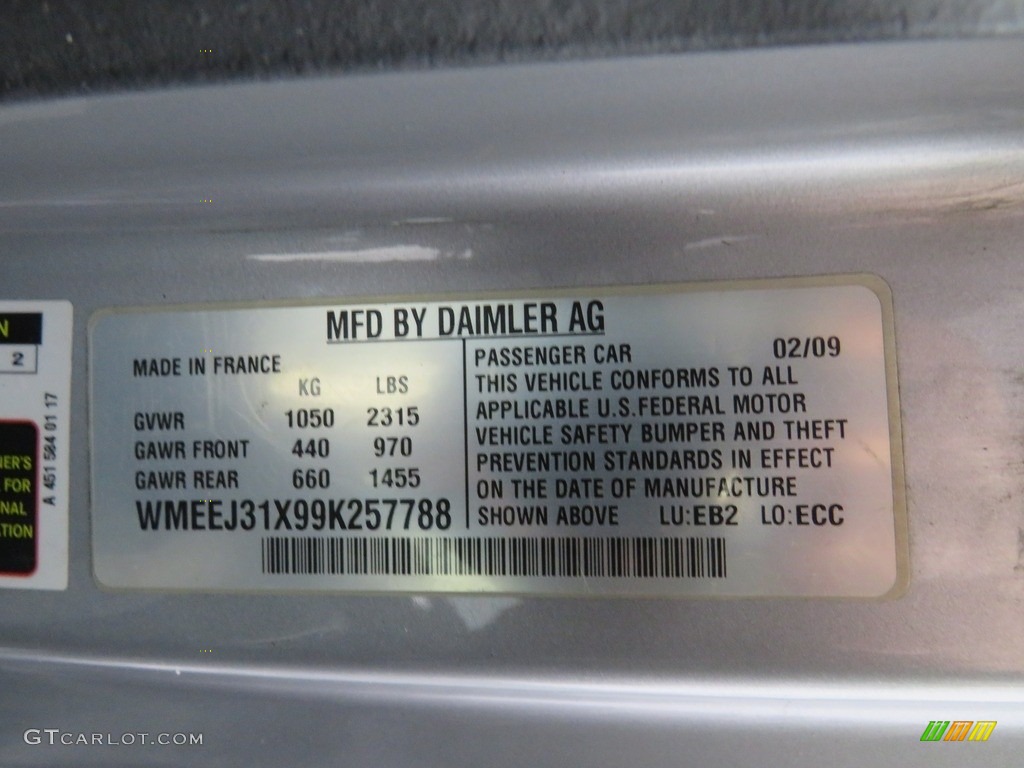 MFD BY DAIMLER AG
MADE IN FRANCE
KG LBS
GVWR 1050 2315
GAWR FRONT 440 970
GAWR REAR 660 1455
WMEEJ31X99K257788
PASSENGER CAR 02/09
THIS VEHICLE CONFORMS TO ALL
APPLICABLE U.S.FEDERAL MOTOR
VEHICLE SAFETY BUMPER AND THEFT
PREVENTION STANDARDS IN EFFECT
ON THE DATE OF MANUFACTURE
SHOWN ABOVE LU:EB2 LO:ECC
N
2
NER'S
FOR
NAL
ATION
A 451 584 01 17
GTCARLOT.COM